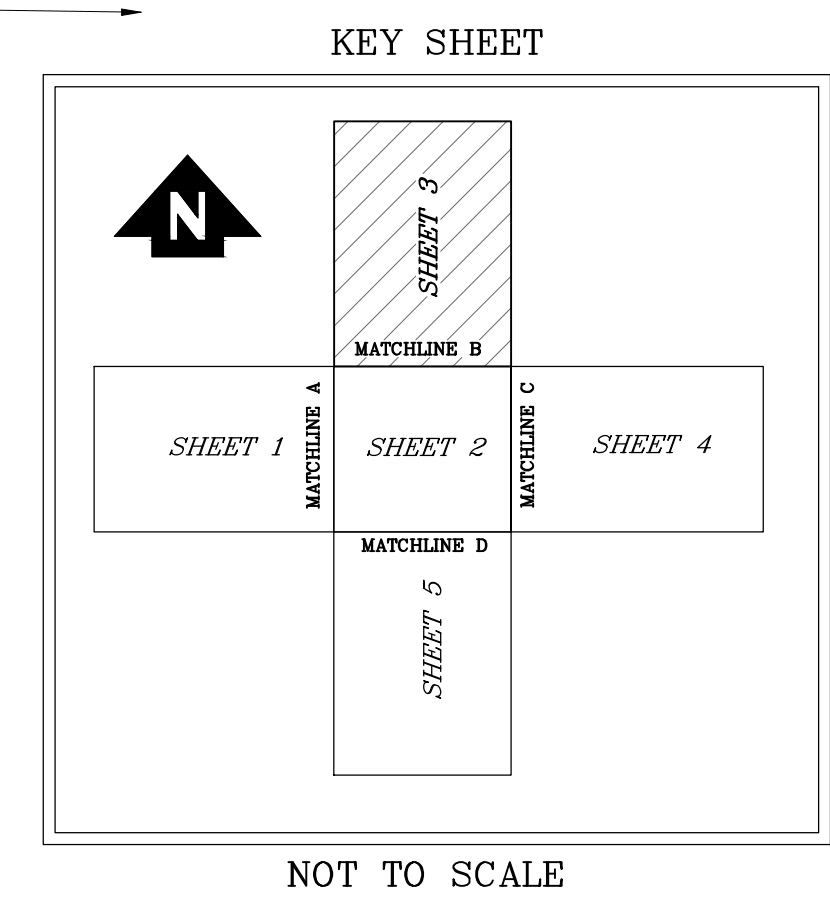 KEY SHEET
N
SHEET 3
MATCHLINE B
SHEET 1
MATCHLINE A
SHEET 2
MATCHLINE C
SHEET 4
MATCHLINE D
SHEET 5
NOT TO SCALE